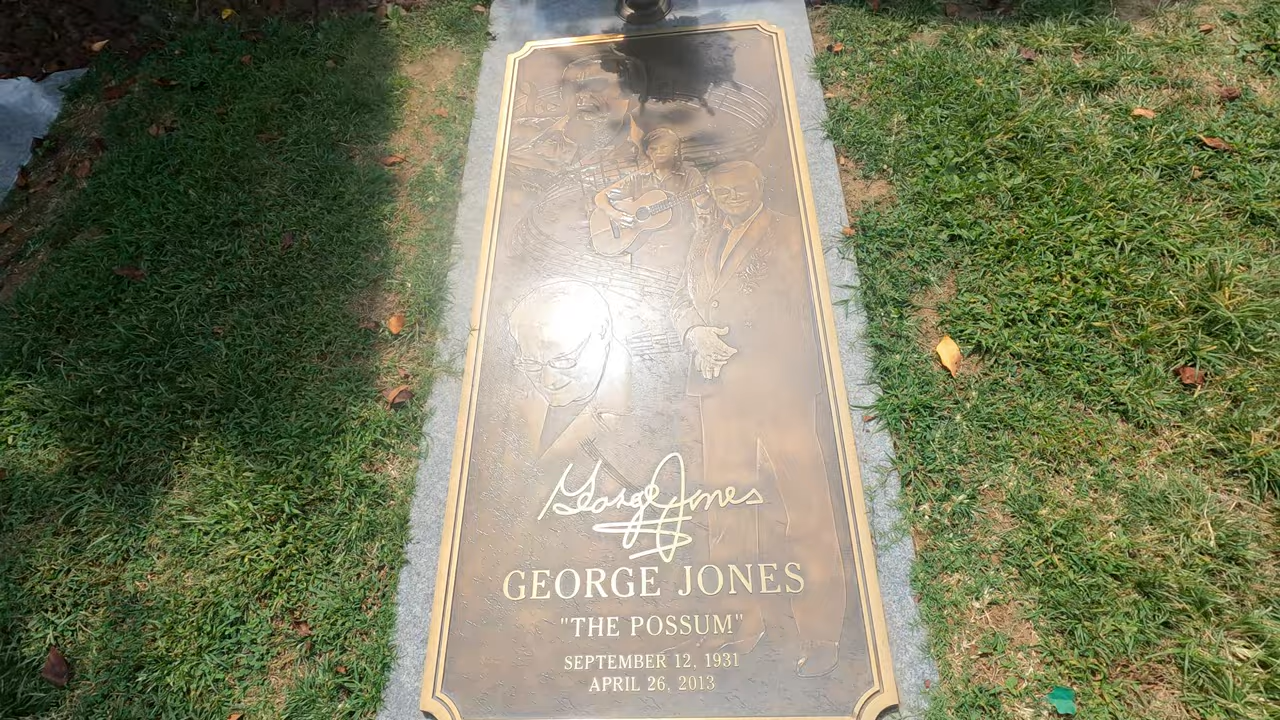 George Jones
GEORGE JONES
"THE POSSUM"
SEPTEMBER 12, 1931
APRIL 26, 2013